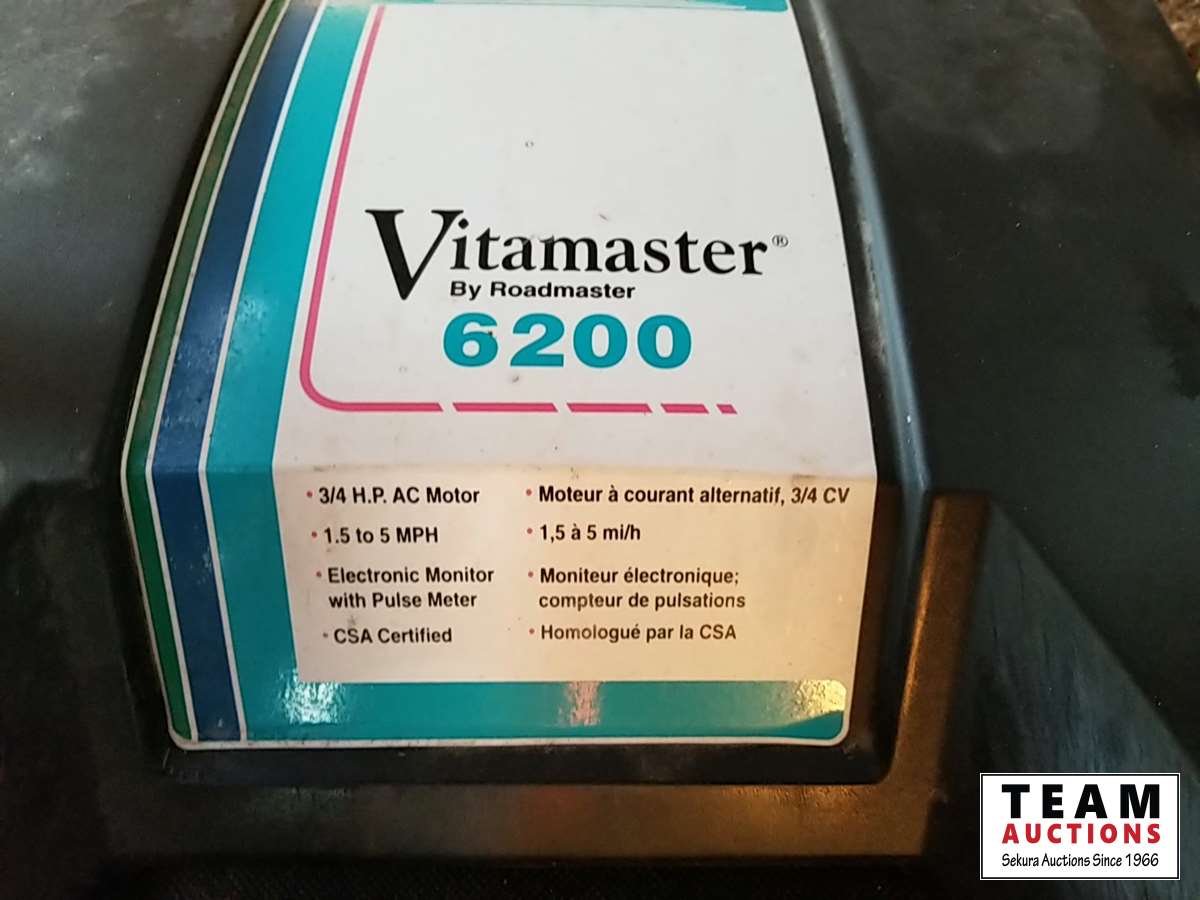 Vitamaster®
By Roadmaster
6200
• 3/4 H.P. AC Motor
• 1.5 to 5 MPH
• Electronic Monitor
with Pulse Meter
• CSA Certified
• Moteur à courant alternatif, 3/4 CV
• 1,5 à 5 mi/h
• Moniteur électronique;
compteur de pulsations
• Homologué par la CSA
TEAM
AUCTIONS
Sekura Auctions Since 1966